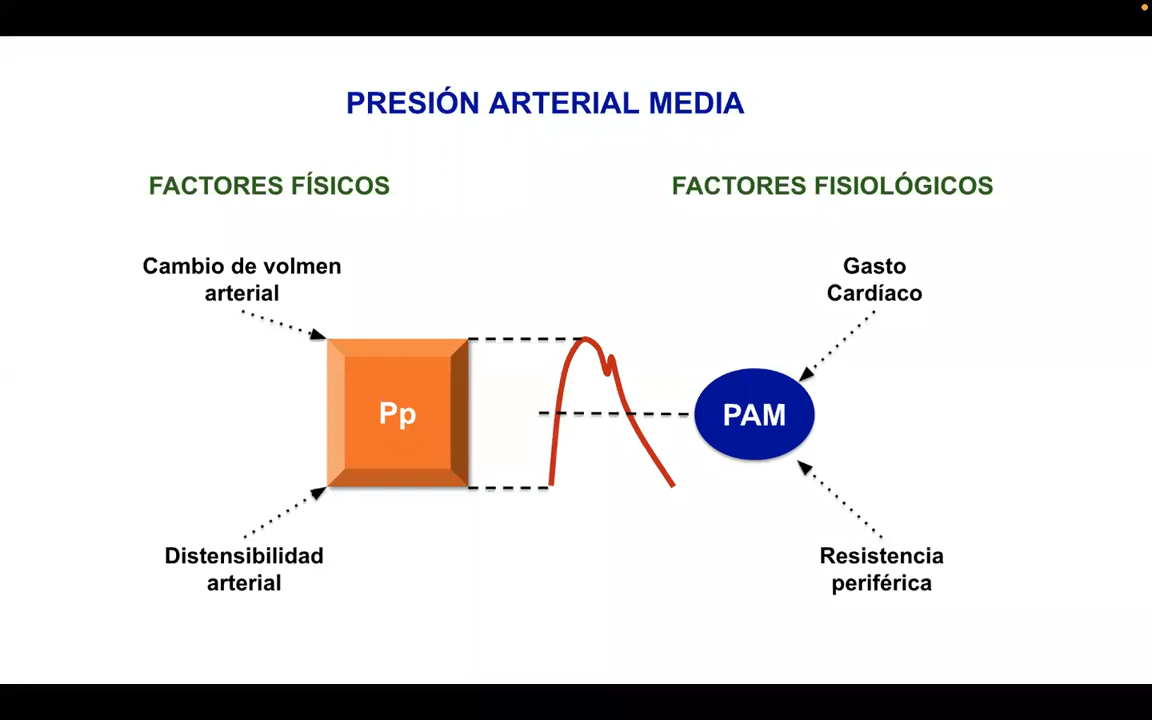 PRESIÓN ARTERIAL MEDIA
FACTORES FÍSICOS
FACTORES FISIOLÓGICOS
Cambio de volmen
arterial
Gasto
Cardíaco
Pp
PAM
Distensibilidad
arterial
Resistencia
periférica